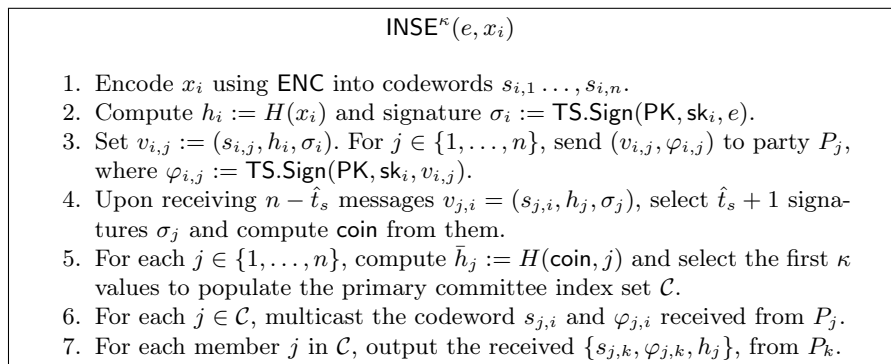 INSE^κ(e, x_i)
1. Encode x_i using ENC into codewords s_{i,1} ..., s_{i,n}.
2. Compute h_i := H(x_i) and signature σ_i := TS.Sign(PK, sk_i, e).
3. Set v_{i,j} := (s_{i,j}, h_i, σ_i). For j ∈ {1, ..., n}, send (v_{i,j}, φ_{i,j}) to party P_j,
where φ_{i,j} := TS.Sign(PK, sk_i, v_{i,j}).
4. Upon receiving n − t̂_s messages v_{j,i} = (s_{j,i}, h_j, σ_j), select t̂_s + 1 signa-
tures σ_j and compute coin from them.
5. For each j ∈ {1, ..., n}, compute h̄_j := H(coin, j) and select the first κ
values to populate the primary committee index set C.
6. For each j ∈ C, multicast the codeword s_{j,i} and φ_{j,i} received from P_j.
7. For each member j in C, output the received {s_{j,k}, φ_{j,k}, h_j}, from P_k.